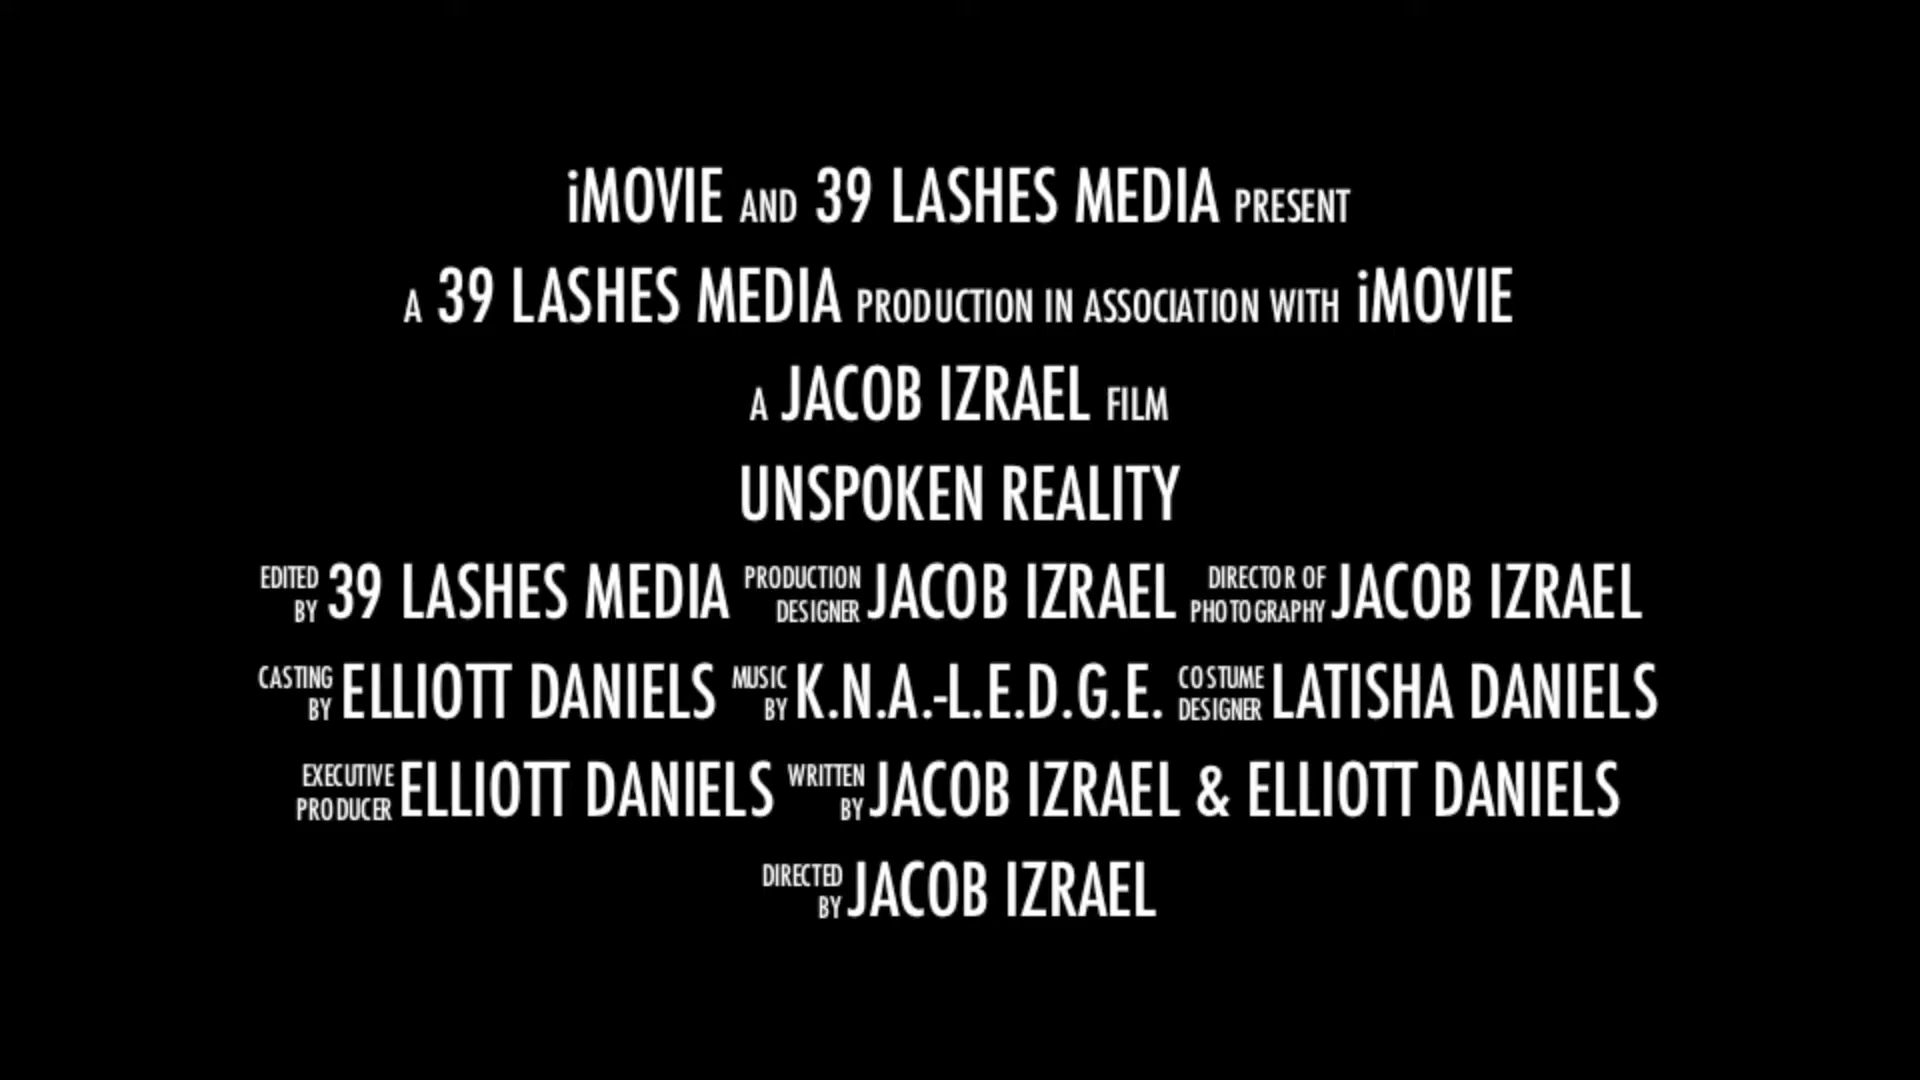 iMOVIE AND 39 LASHES MEDIA PRESENT
A 39 LASHES MEDIA PRODUCTION IN ASSOCIATION WITH iMOVIE
A JACOB IZRAEL FILM
UNSPOKEN REALITY
EDITED BY 39 LASHES MEDIA PRODUCTION DESIGNER JACOB IZRAEL DIRECTOR OF PHOTOGRAPHY JACOB IZRAEL
CASTING BY ELLIOTT DANIELS MUSIC BY K.N.A.-L.E.D.G.E. COSTUME DESIGNER LATISHA DANIELS
EXECUTIVE PRODUCER ELLIOTT DANIELS WRITTEN BY JACOB IZRAEL & ELLIOTT DANIELS
DIRECTED BY JACOB IZRAEL